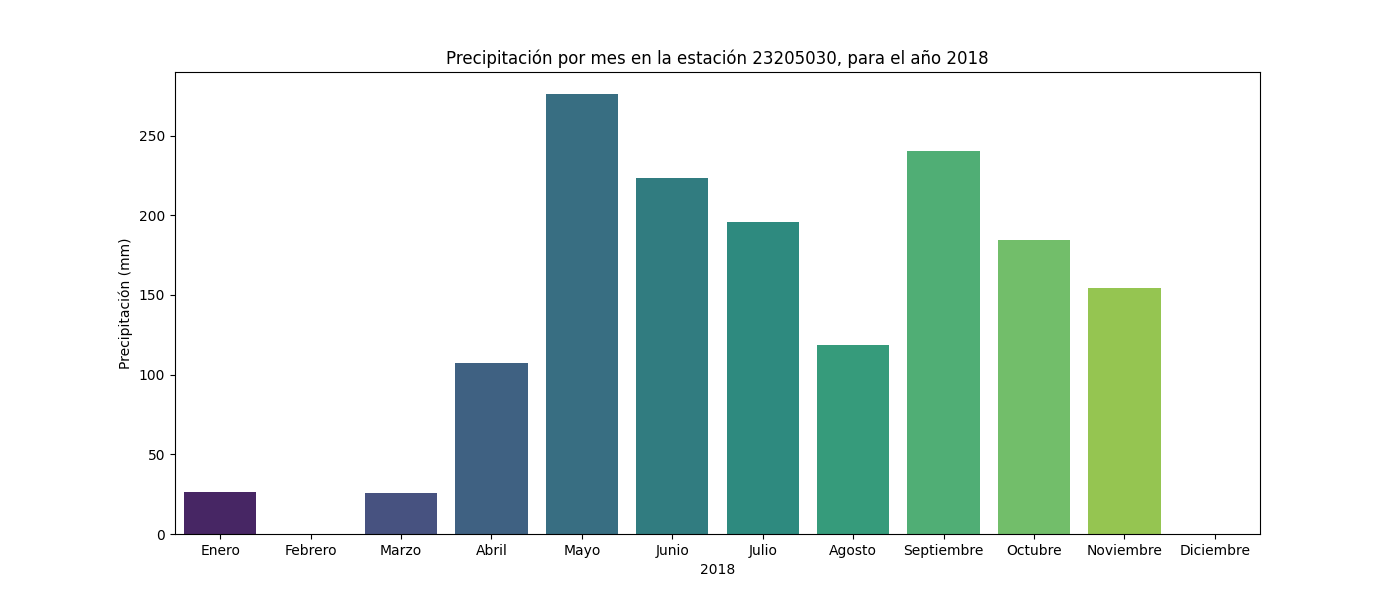 Precipitación por mes en la estación 23205030, para el año 2018
Precipitación (mm)
250
200
150
100
50
0
Enero Febrero Marzo Abril Mayo Junio Julio Agosto Septiembre Octubre Noviembre Diciembre
2018